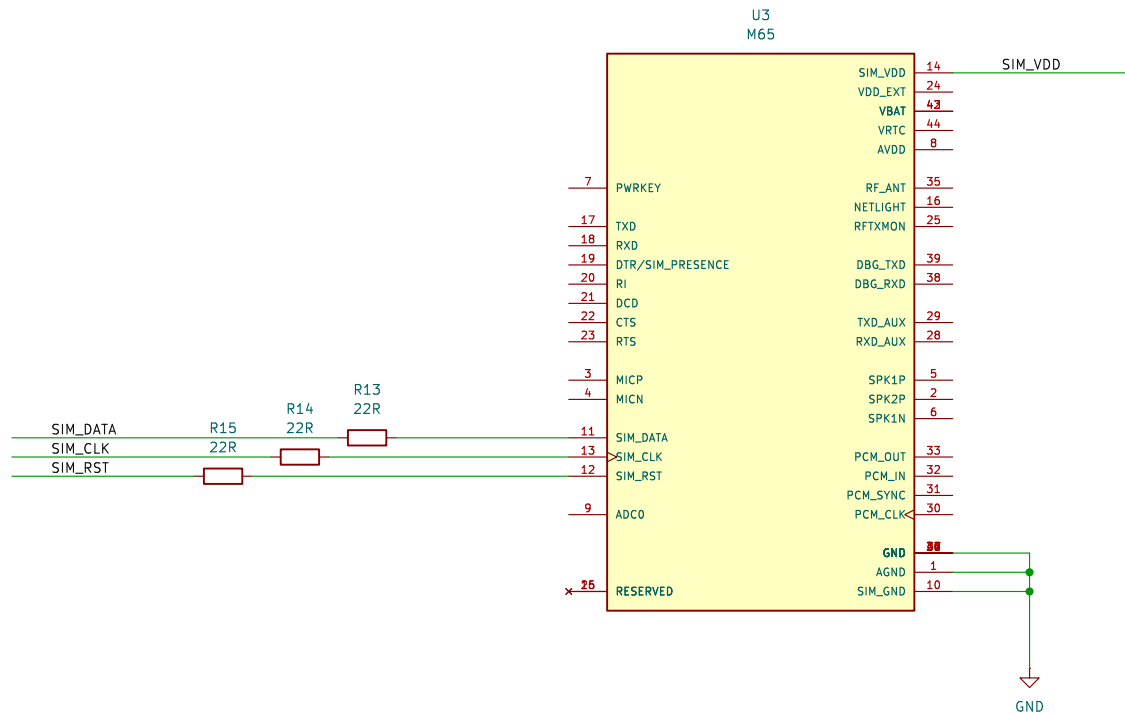 U3
M65
SIM_VDD 14 SIM_VDD
VDD_EXT 24
VBAT
VRTC 44
AVDD 8
7 PWRKEY RF_ANT 35
NETLIGHT 16
17 TXD RFTXMON 25
18 RXD
19 DTR/SIM_PRESENCE DBG_TXD 39
20 RI DBG_RXD 38
21 DCD
22 CTS TXD_AUX 29
23 RTS RXD_AUX 28
3 MICP SPK1P 5
4 MICN SPK2P 2
SPK1N 6
R13
22R
R14
22R
R15
22R
SIM_DATA 11 SIM_DATA
SIM_CLK 13 SIM_CLK PCM_OUT 33
SIM_RST 12 SIM_RST PCM_IN 32
PCM_SYNC 31
9 ADC0 PCM_CLK 30
GND
AGND 1
RESERVED SIM_GND 10
GND